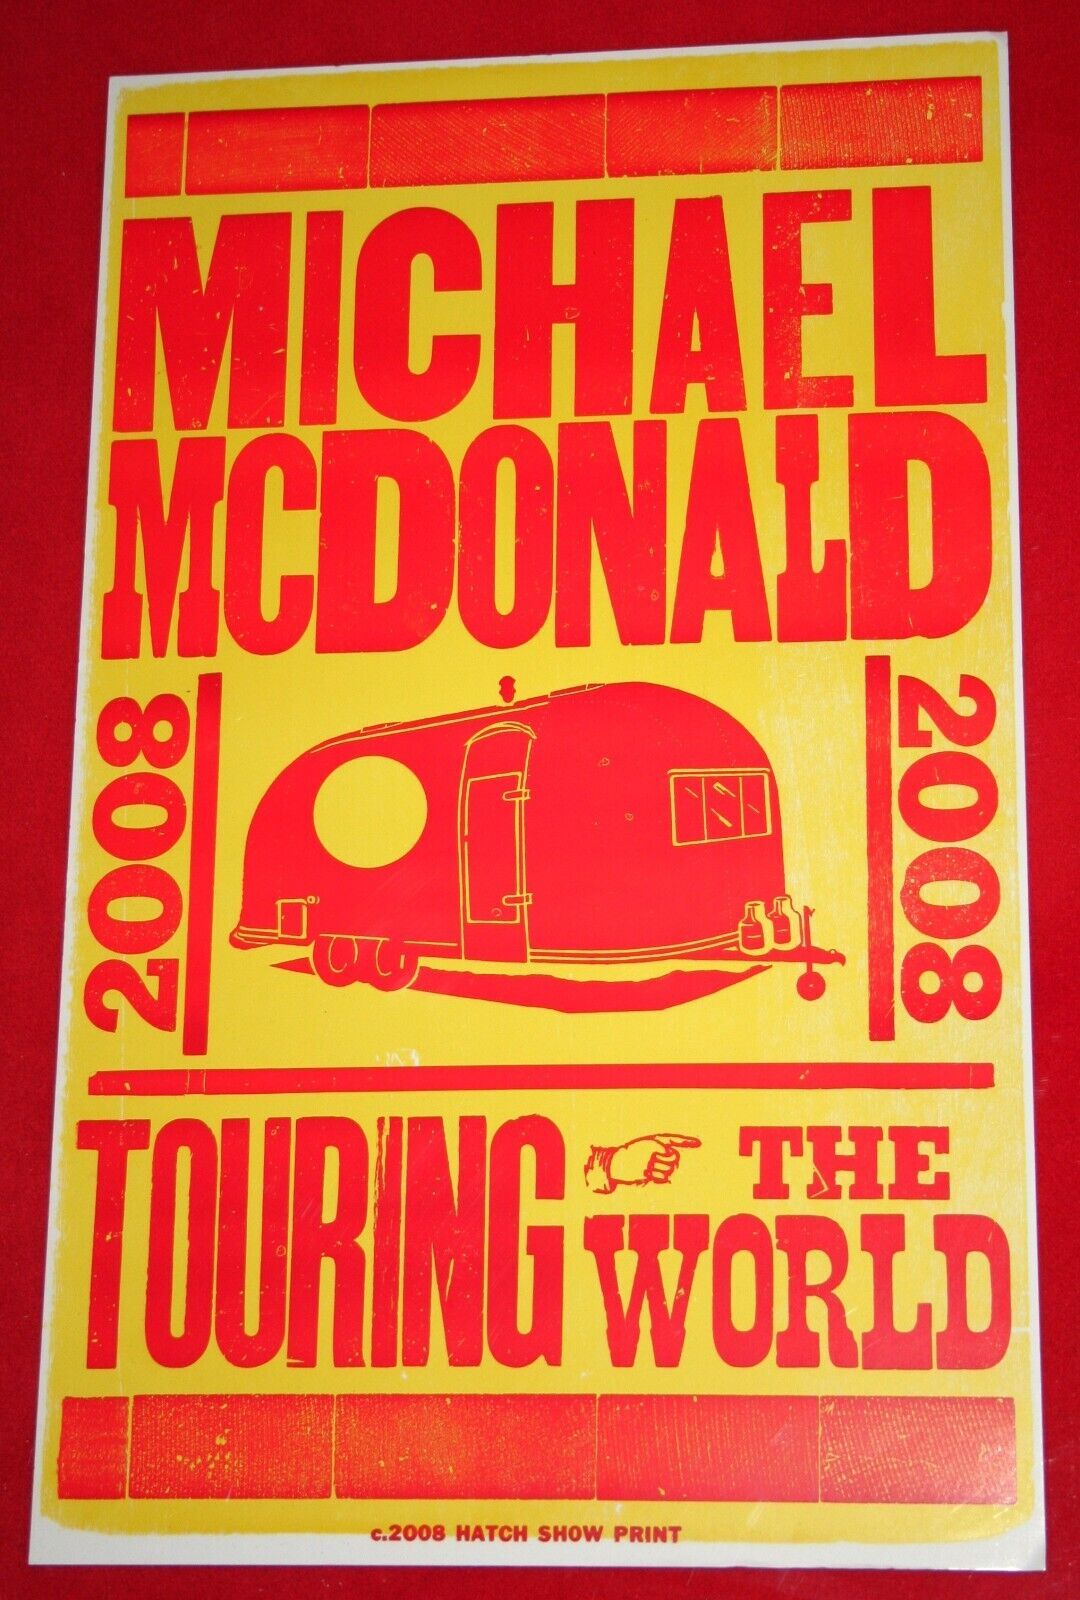 MICHAEL
MCDONALD
2008
2008
TOURING THE
WORLD
c.2008 HATCH SHOW PRINT